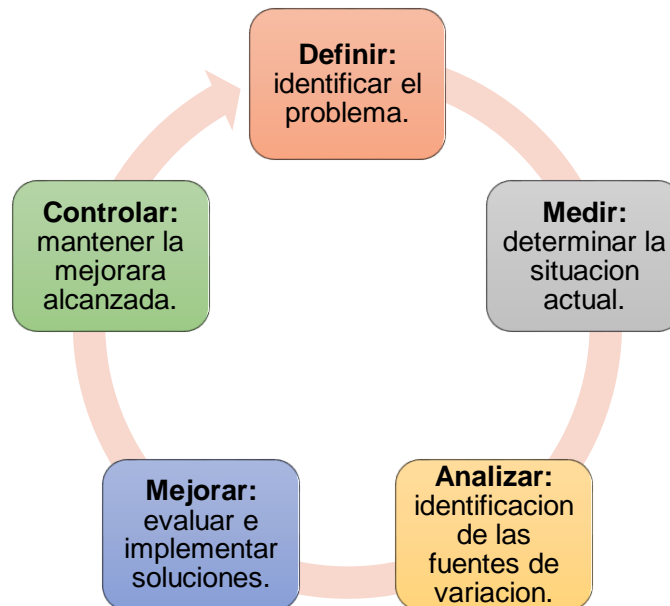 Definir:
identificar el
problema.
Medir:
determinar la
situacion
actual.
Analizar:
identificacion
de las
fuentes de
variacion.
Mejorar:
evaluar e
implementar
soluciones.
Controlar:
mantener la
mejorara
alcanzada.